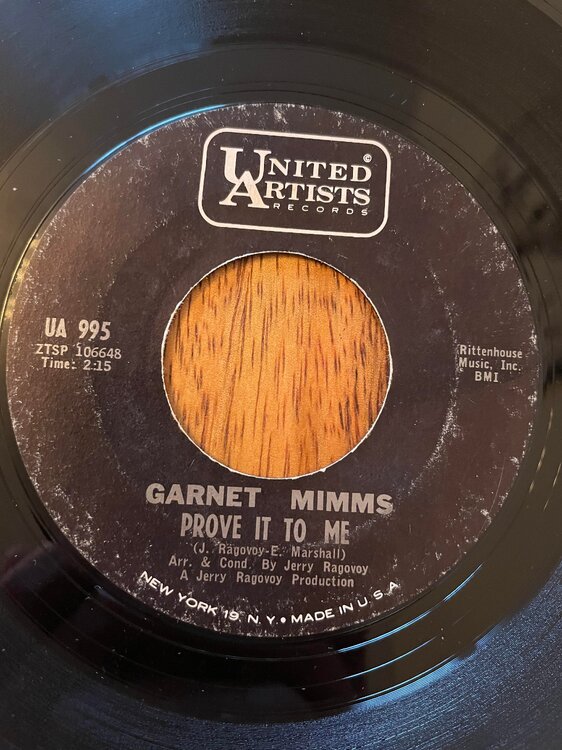 UNITED ©
ARTISTS
RECORDS
UA 995
ZTSP 106648
Time: 2:15
Rittenhouse
Music, Inc.
BMI
GARNET MIMMS
PROVE IT TO ME
(J. Ragovoy-E. Marshall)
Arr. & Cond. By Jerry Ragovoy
A Jerry Ragovoy Production
NEW YORK 19, N.Y. • MADE IN U.S.A